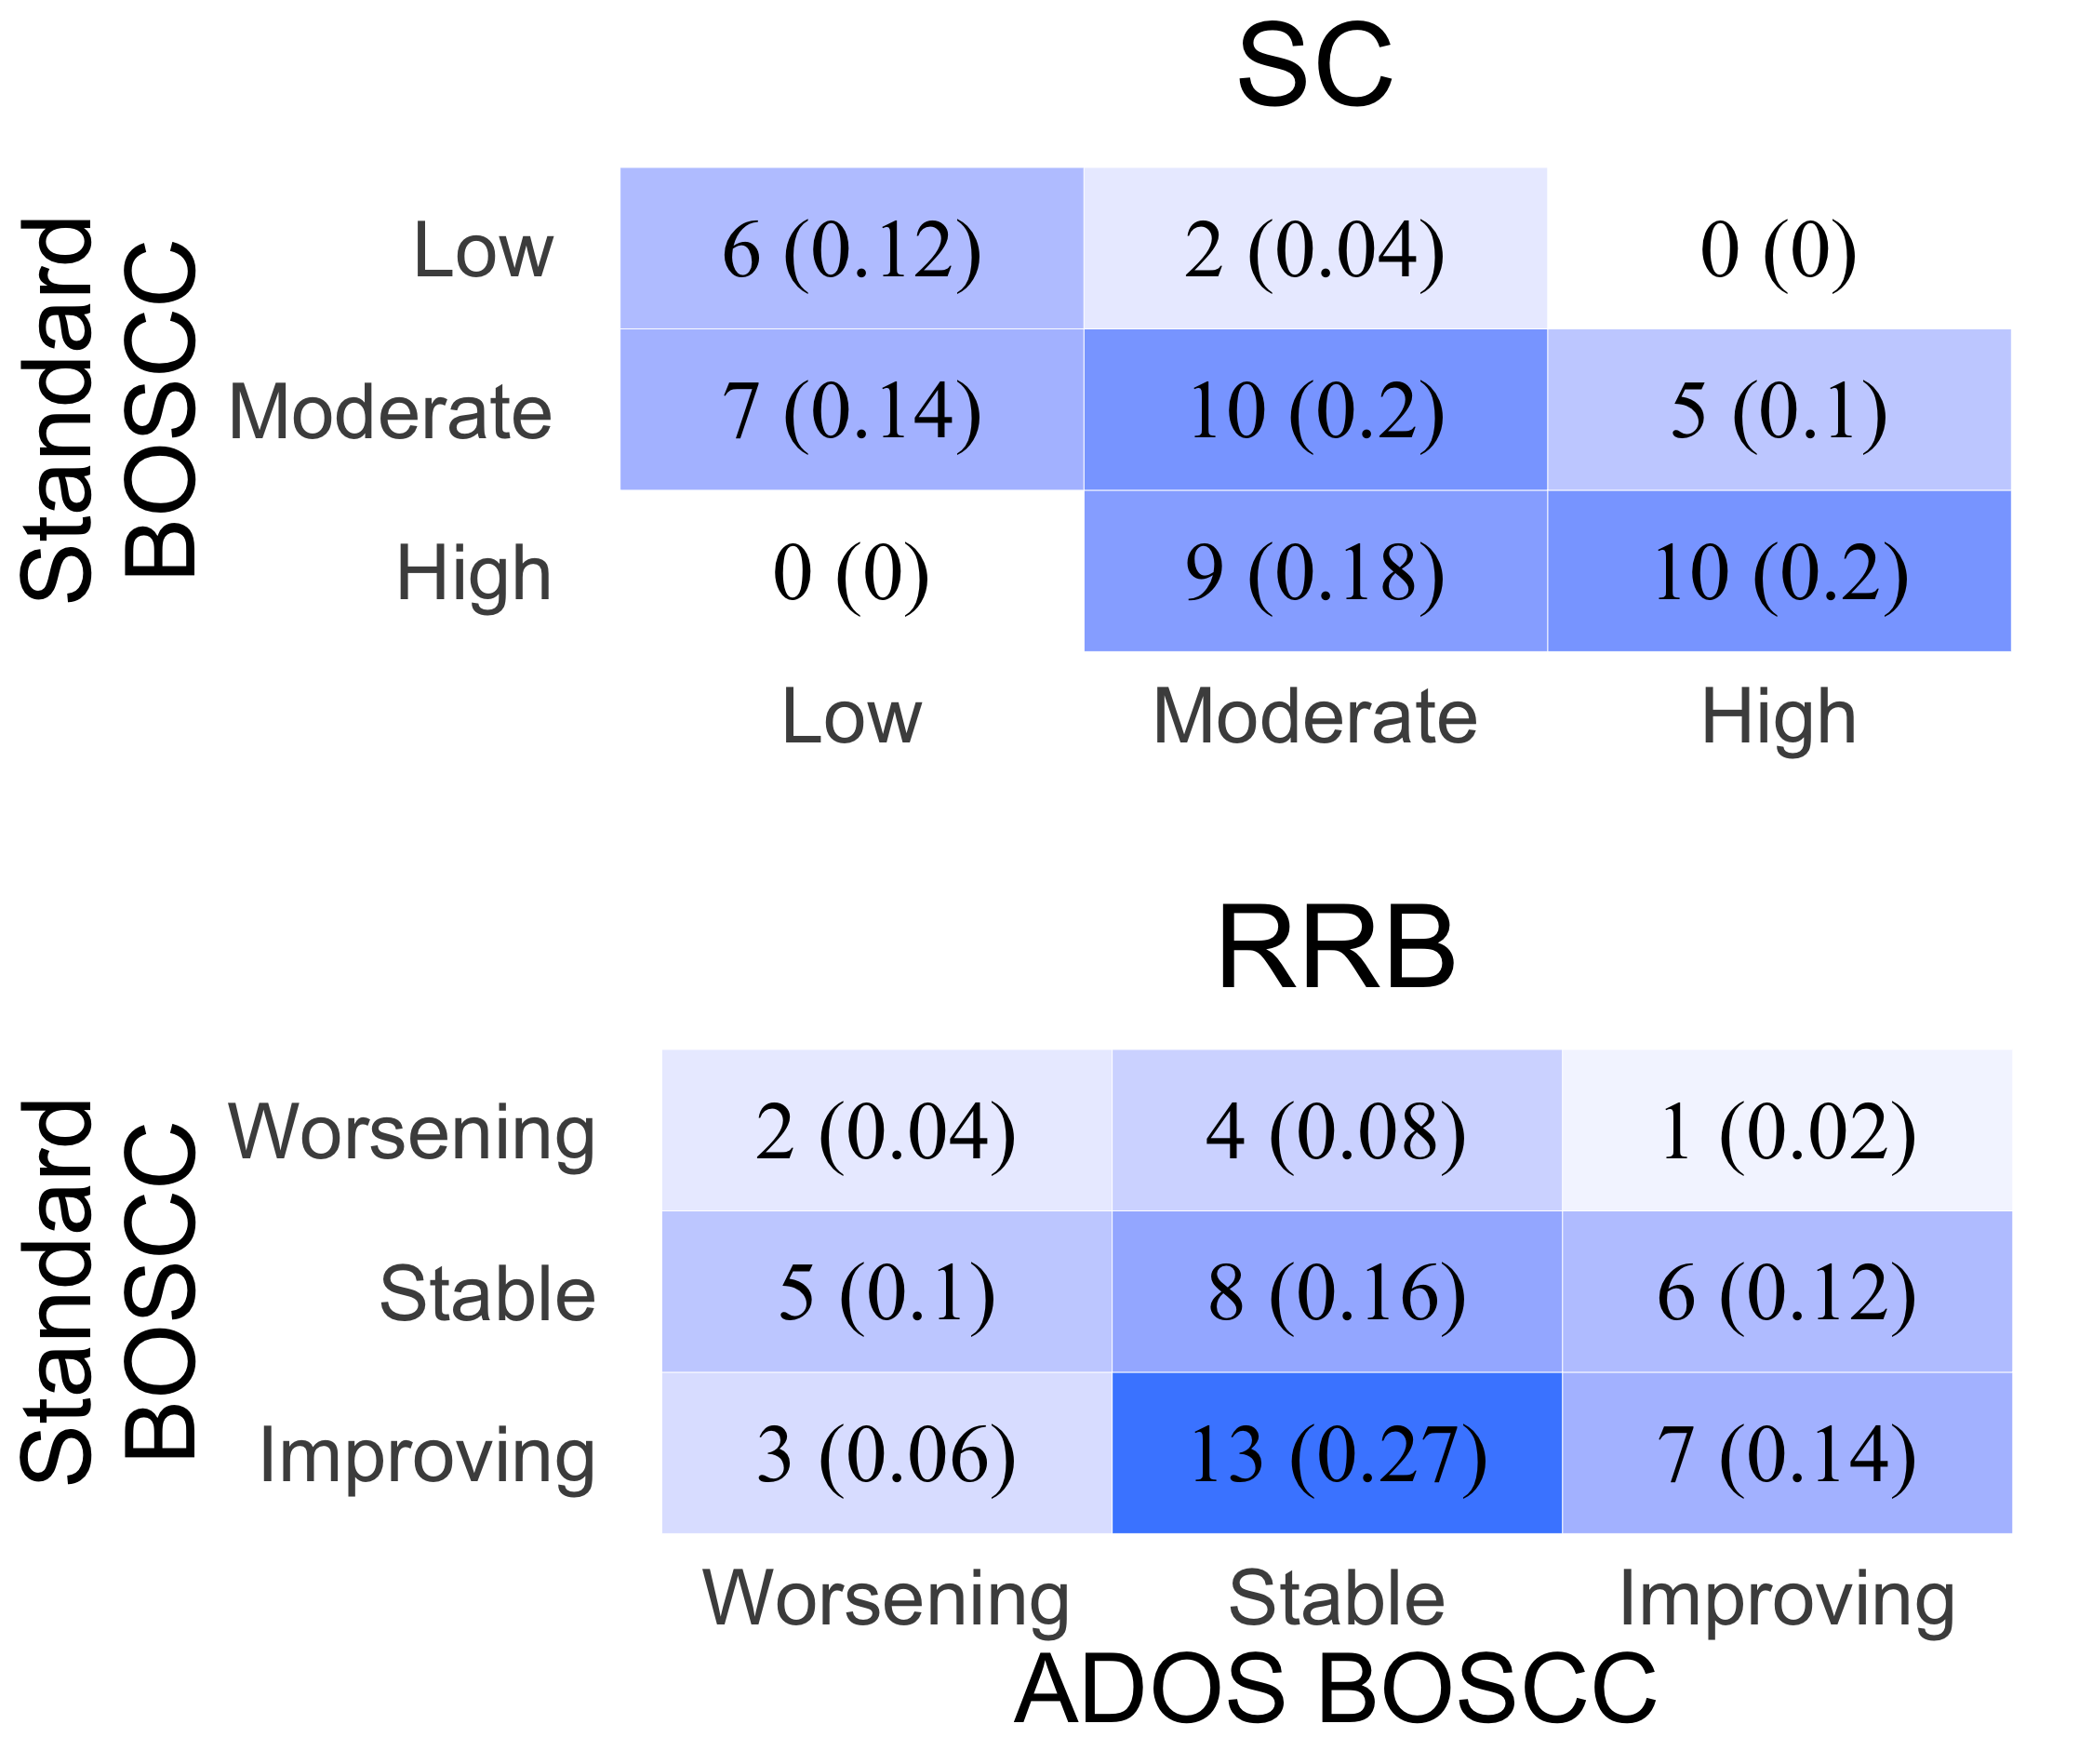 SC
Standard
BOSCC
Low 6 (0.12) 2 (0.04) 0 (0)
Moderate 7 (0.14) 10 (0.2) 5 (0.1)
High 0 (0) 9 (0.18) 10 (0.2)
Low Moderate High
RRB
Standard
BOSCC
Worsening 2 (0.04) 4 (0.08) 1 (0.02)
Stable 5 (0.1) 8 (0.16) 6 (0.12)
Improving 3 (0.06) 13 (0.27) 7 (0.14)
Worsening Stable Improving
ADOS BOSCC